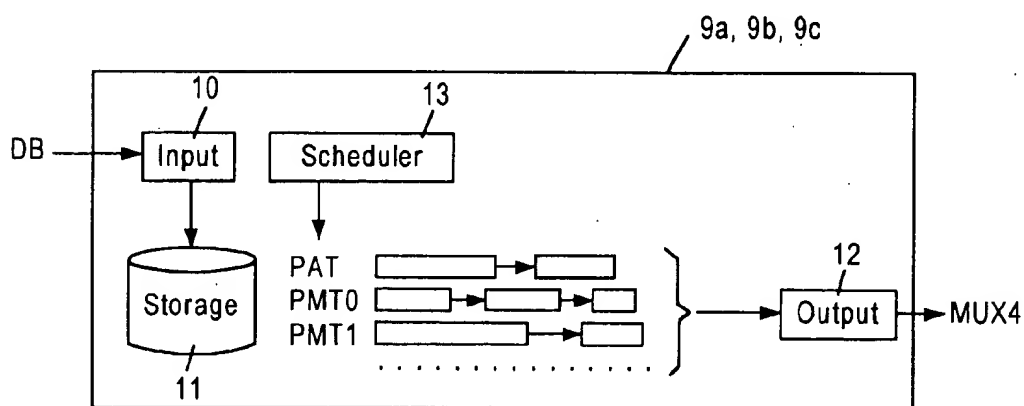 9a, 9b, 9c
10
13
DB
Input
Scheduler
PAT
PMT0
PMT1
Storage
11
12
Output
MUX4